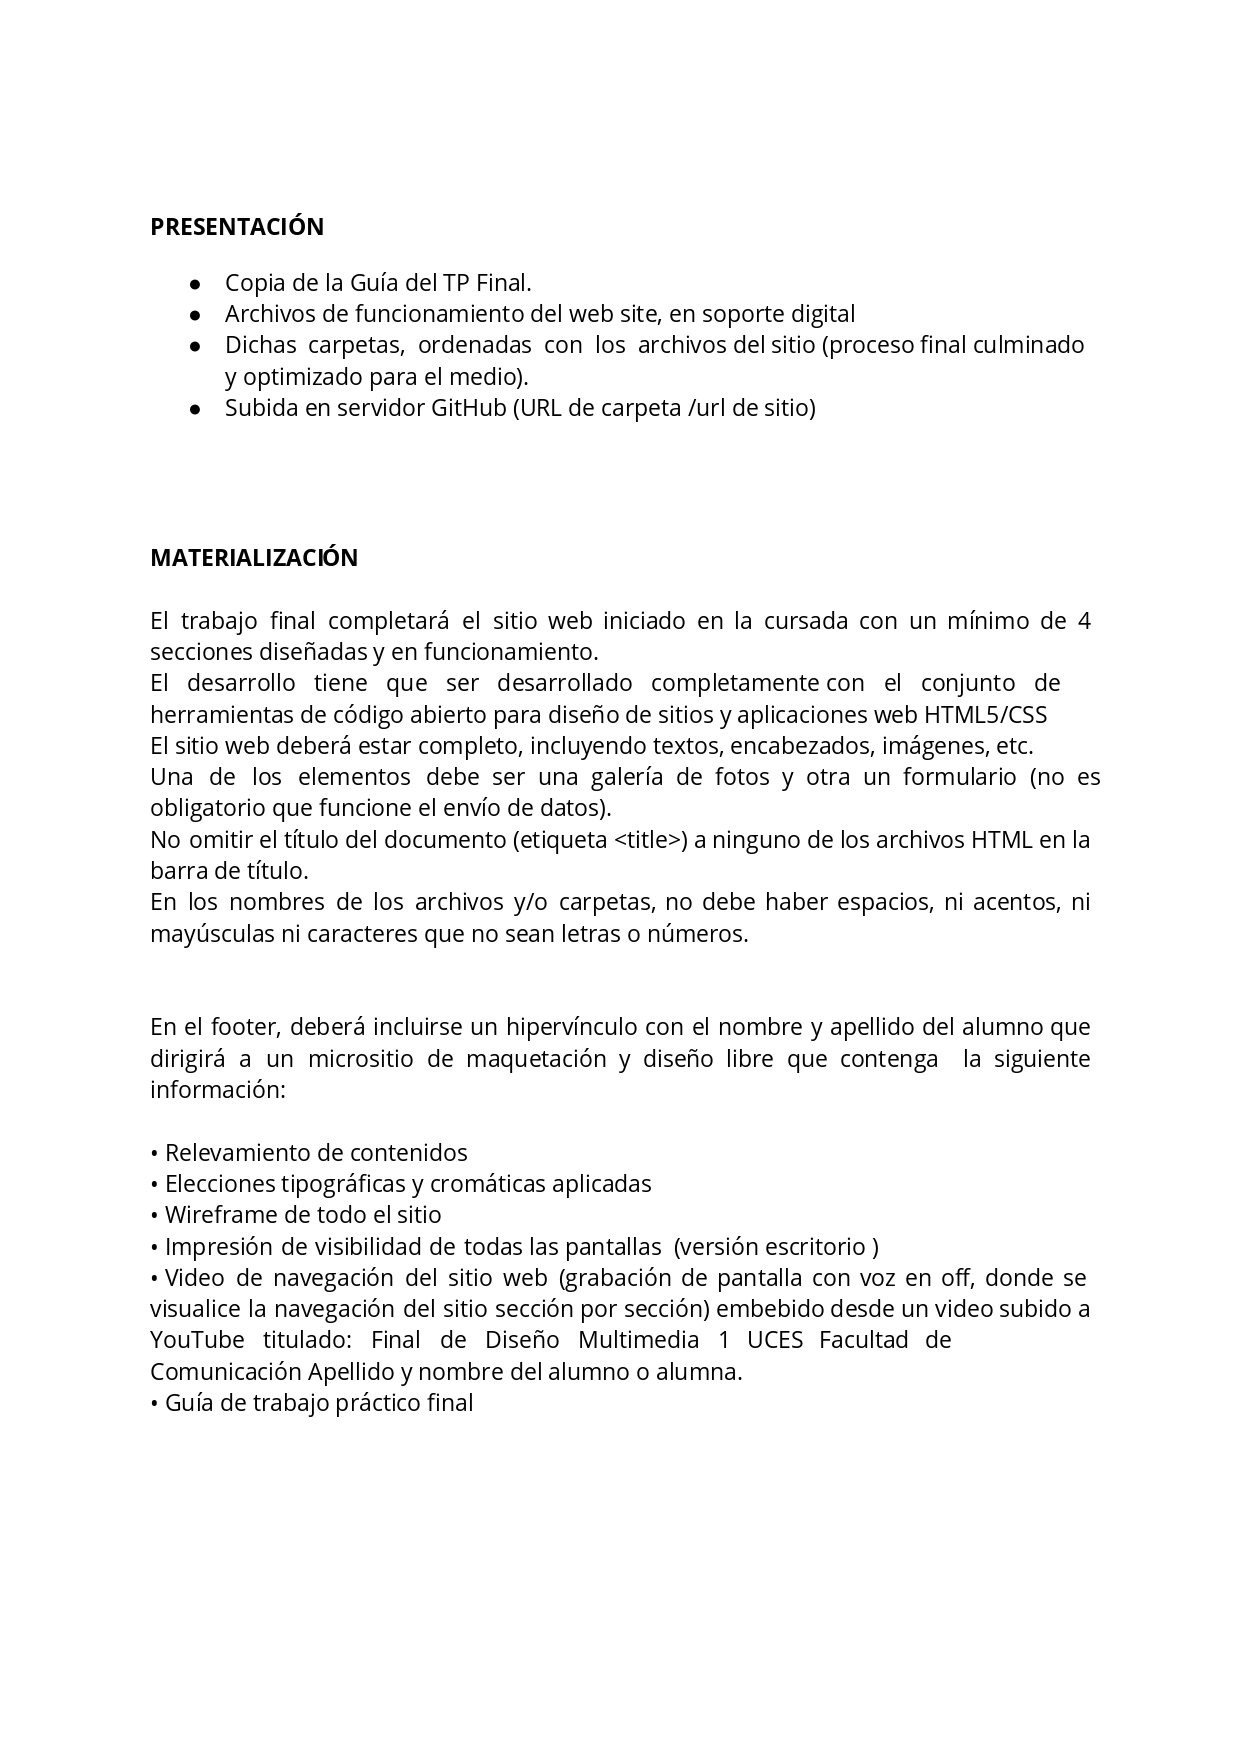 PRESENTACIÓN
● Copia de la Guía del TP Final.
● Archivos de funcionamiento del web site, en soporte digital
● Dichas carpetas, ordenadas con los archivos del sitio (proceso final culminado
y optimizado para el medio).
● Subida en servidor GitHub (URL de carpeta /url de sitio)
MATERIALIZACIÓN
El trabajo final completará el sitio web iniciado en la cursada con un mínimo de 4
secciones diseñadas y en funcionamiento.
El desarrollo tiene que ser desarrollado completamente con el conjunto de
herramientas de código abierto para diseño de sitios y aplicaciones web HTML5/CSS
El sitio web deberá estar completo, incluyendo textos, encabezados, imágenes, etc.
Una de los elementos debe ser una galería de fotos y otra un formulario (no es
obligatorio que funcione el envío de datos).
No omitir el título del documento (etiqueta <title>) a ninguno de los archivos HTML en la
barra de título.
En los nombres de los archivos y/o carpetas, no debe haber espacios, ni acentos, ni
mayúsculas ni caracteres que no sean letras o números.
En el footer, deberá incluirse un hipervínculo con el nombre y apellido del alumno que
dirigirá a un micrositio de maquetación y diseño libre que contenga la siguiente
información:
• Relevamiento de contenidos
• Elecciones tipográficas y cromáticas aplicadas
• Wireframe de todo el sitio
• Impresión de visibilidad de todas las pantallas (versión escritorio )
• Video de navegación del sitio web (grabación de pantalla con voz en off, donde se
visualice la navegación del sitio sección por sección) embebido desde un video subido a
YouTube titulado: Final de Diseño Multimedia 1 UCES Facultad de
Comunicación Apellido y nombre del alumno o alumna.
• Guía de trabajo práctico final